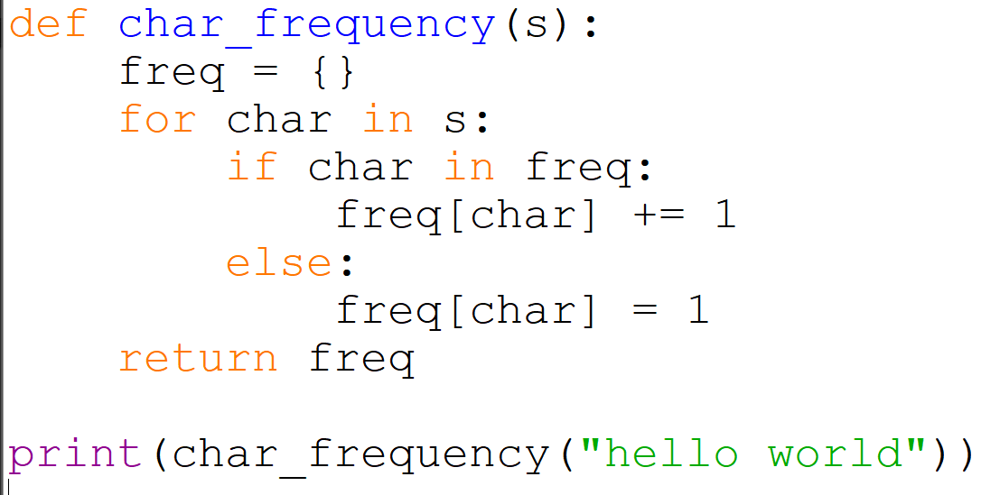 def char_frequency(s):
    freq = {}
    for char in s:
        if char in freq:
            freq[char] += 1
        else:
            freq[char] = 1
    return freq

print(char_frequency("hello world"))